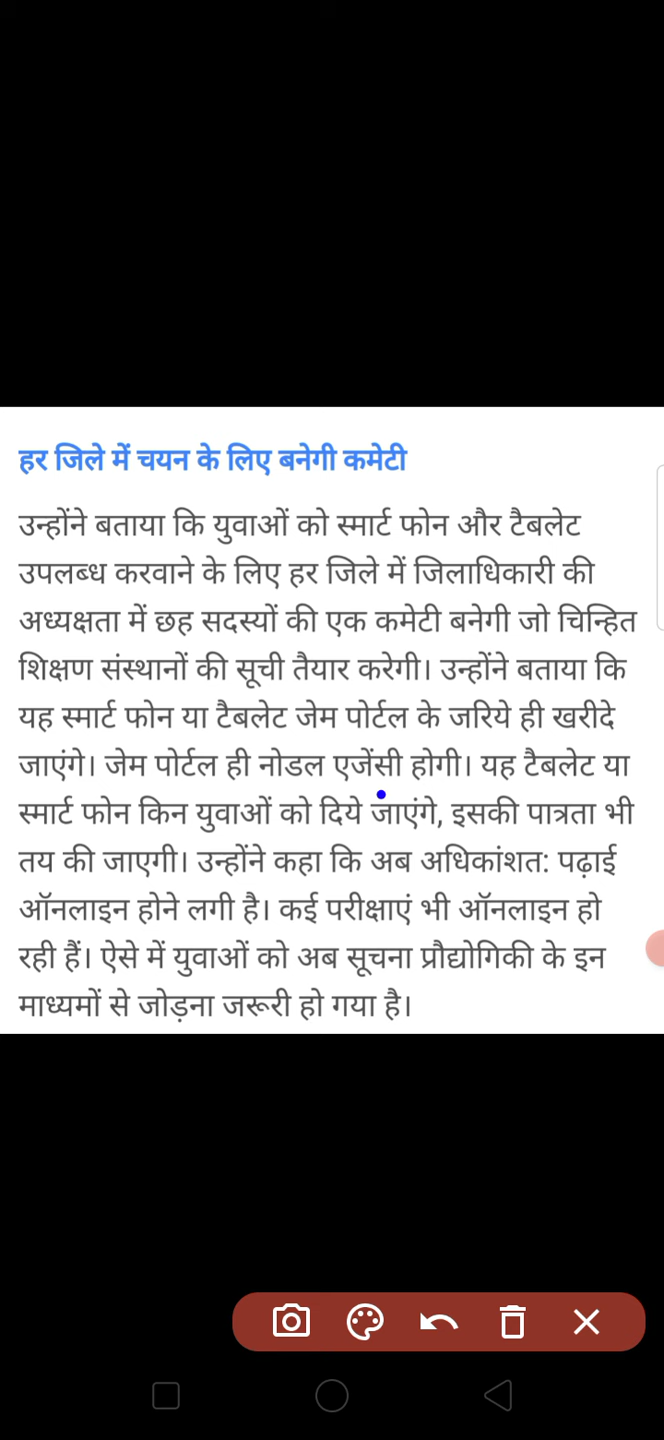 हर जिले में चयन के लिए बनेगी कमेटी
उन्होंने बताया कि युवाओं को स्मार्ट फोन और टैबलेट
उपलब्ध करवाने के लिए हर जिले में जिलाधिकारी की
अध्यक्षता में छह सदस्यों की एक कमेटी बनेगी जो चिन्हित
शिक्षण संस्थानों की सूची तैयार करेगी। उन्होंने बताया कि
यह स्मार्ट फोन या टैबलेट जेम पोर्टल के जरिये ही खरीदे
जाएंगे। जेम पोर्टल ही नोडल एजेंसी होगी। यह टैबलेट या
स्मार्ट फोन किन युवाओं को दिये जाएंगे, इसकी पात्रता भी
तय की जाएगी। उन्होंने कहा कि अब अधिकांशत: पढ़ाई
ऑनलाइन होने लगी है। कई परीक्षाएं भी ऑनलाइन हो
रही हैं। ऐसे में युवाओं को अब सूचना प्रौद्योगिकी के इन
माध्यमों से जोड़ना जरूरी हो गया है।